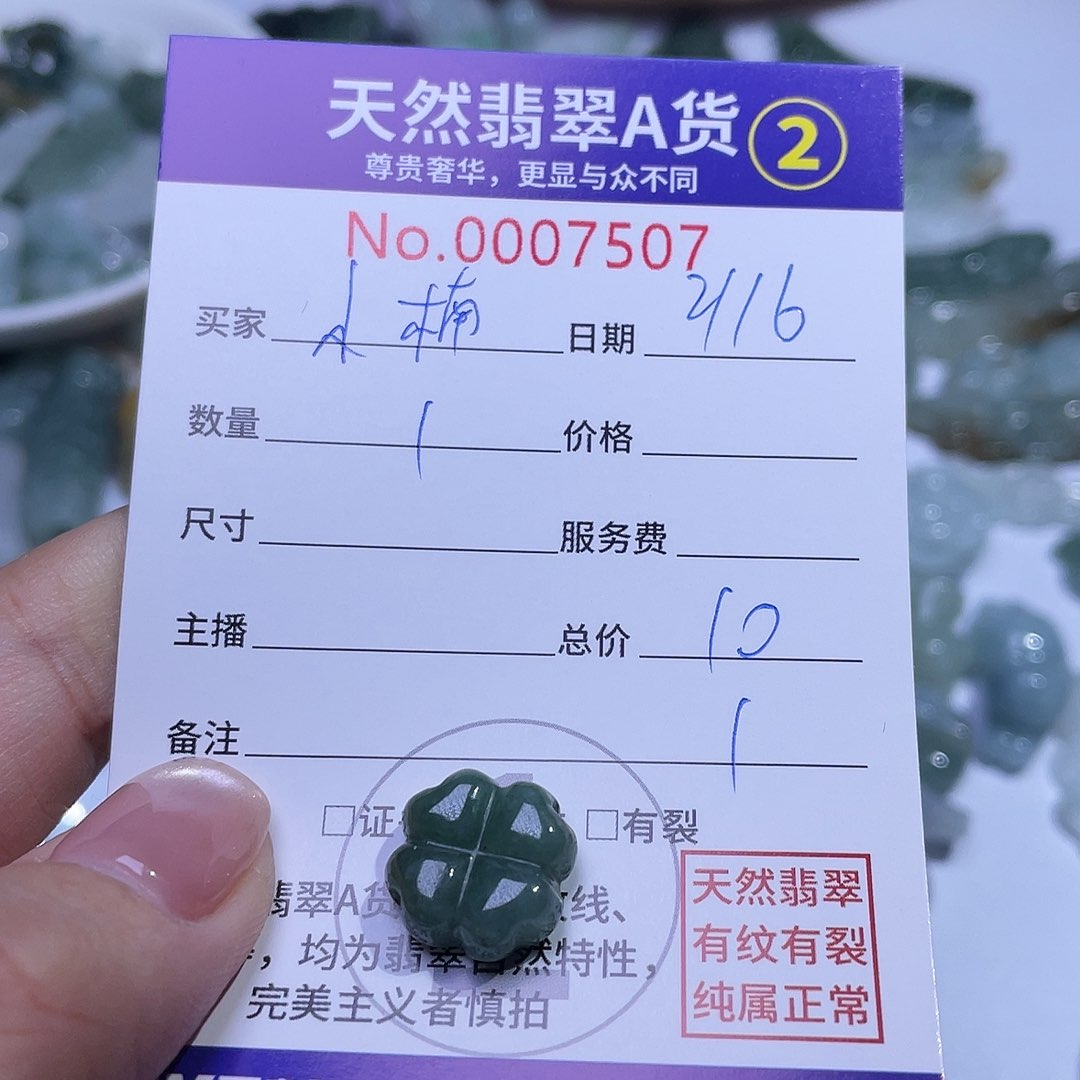 天然翡翠A货 2
尊贵奢华，更显与众不同
No.0007507
买家 小楠 日期 2/16
数量 1 价格
尺寸 服务费
主播 总价 10
备注 1
□证 □有裂
翡翠A货 线、
，均为翡翠自然特性，
完美主义者慎拍
天然翡翠
有纹有裂
纯属正常